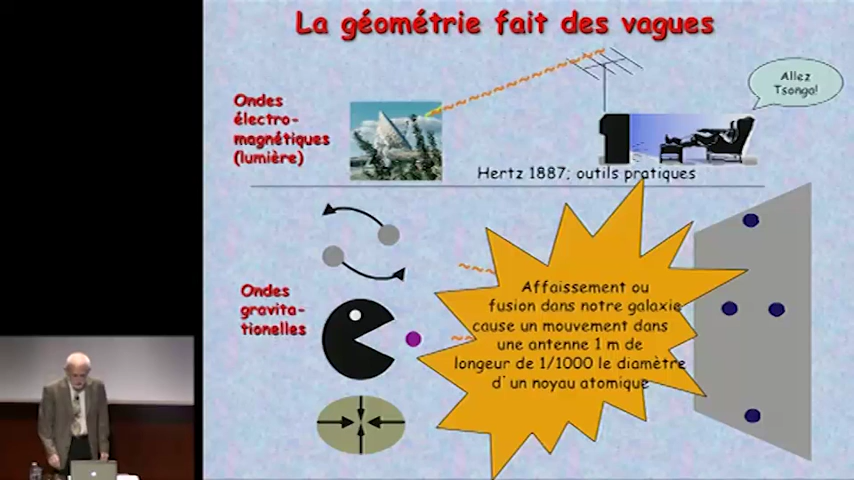 La géométrie fait des vagues
Allez
Tsonga!
Ondes
électro-
magnétiques
(lumière)
Hertz 1887; outils pratiques
Ondes
gravita-
tionelles
Affaissement ou
fusion dans notre galaxie
cause un mouvement dans
une antenne 1 m de
longeur de 1/1000 le diamètre
d'un noyau atomique